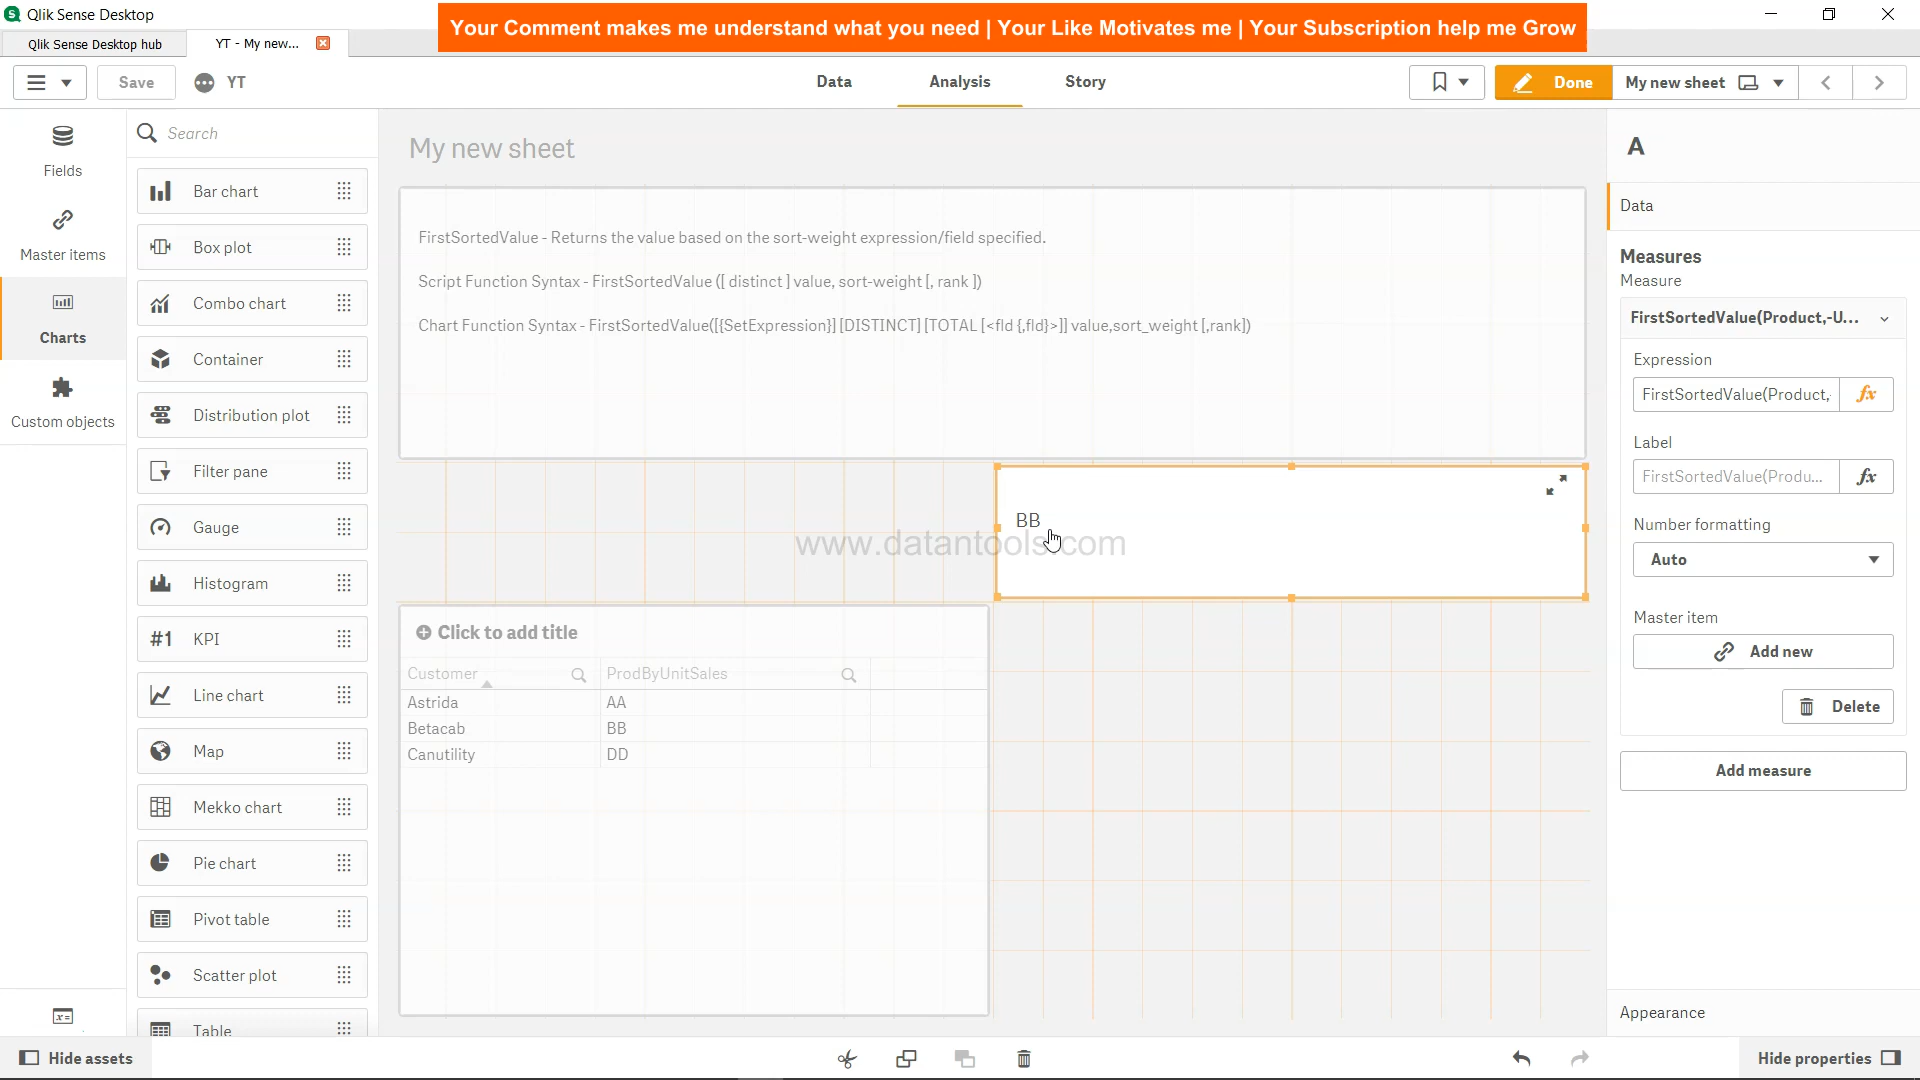 Qlik Sense Desktop
Your Comment makes me understand what you need | Your Like Motivates me | Your Subscription help me Grow
Qlik Sense Desktop hub
YT - My new...
Save
YT
Data
Analysis
Story
Done
My new sheet
Fields
Master items
Charts
Custom objects
Search
Bar chart
Box plot
Combo chart
Container
Distribution plot
Filter pane
Gauge
Histogram
#1 KPI
Line chart
Map
Mekko chart
Pie chart
Pivot table
Scatter plot
Table
My new sheet
FirstSortedValue - Returns the value based on the sort-weight expression/field specified.
Script Function Syntax - FirstSortedValue ([ distinct ] value, sort-weight [, rank ])
Chart Function Syntax - FirstSortedValue([{SetExpression}] [DISTINCT] [TOTAL [<fld {,fld}>]] value,sort_weight [,rank])
BB
www.datantools.com
Click to add title
Customer ProdByUnitSales
Astrida AA
Betacab BB
Canutility DD
A
Data
Measures
Measure
FirstSortedValue(Product,-U...
Expression
FirstSortedValue(Product,
fx
Label
FirstSortedValue(Produ...
fx
Number formatting
Auto
Master item
Add new
Delete
Add measure
Appearance
x=
Hide assets
Hide properties